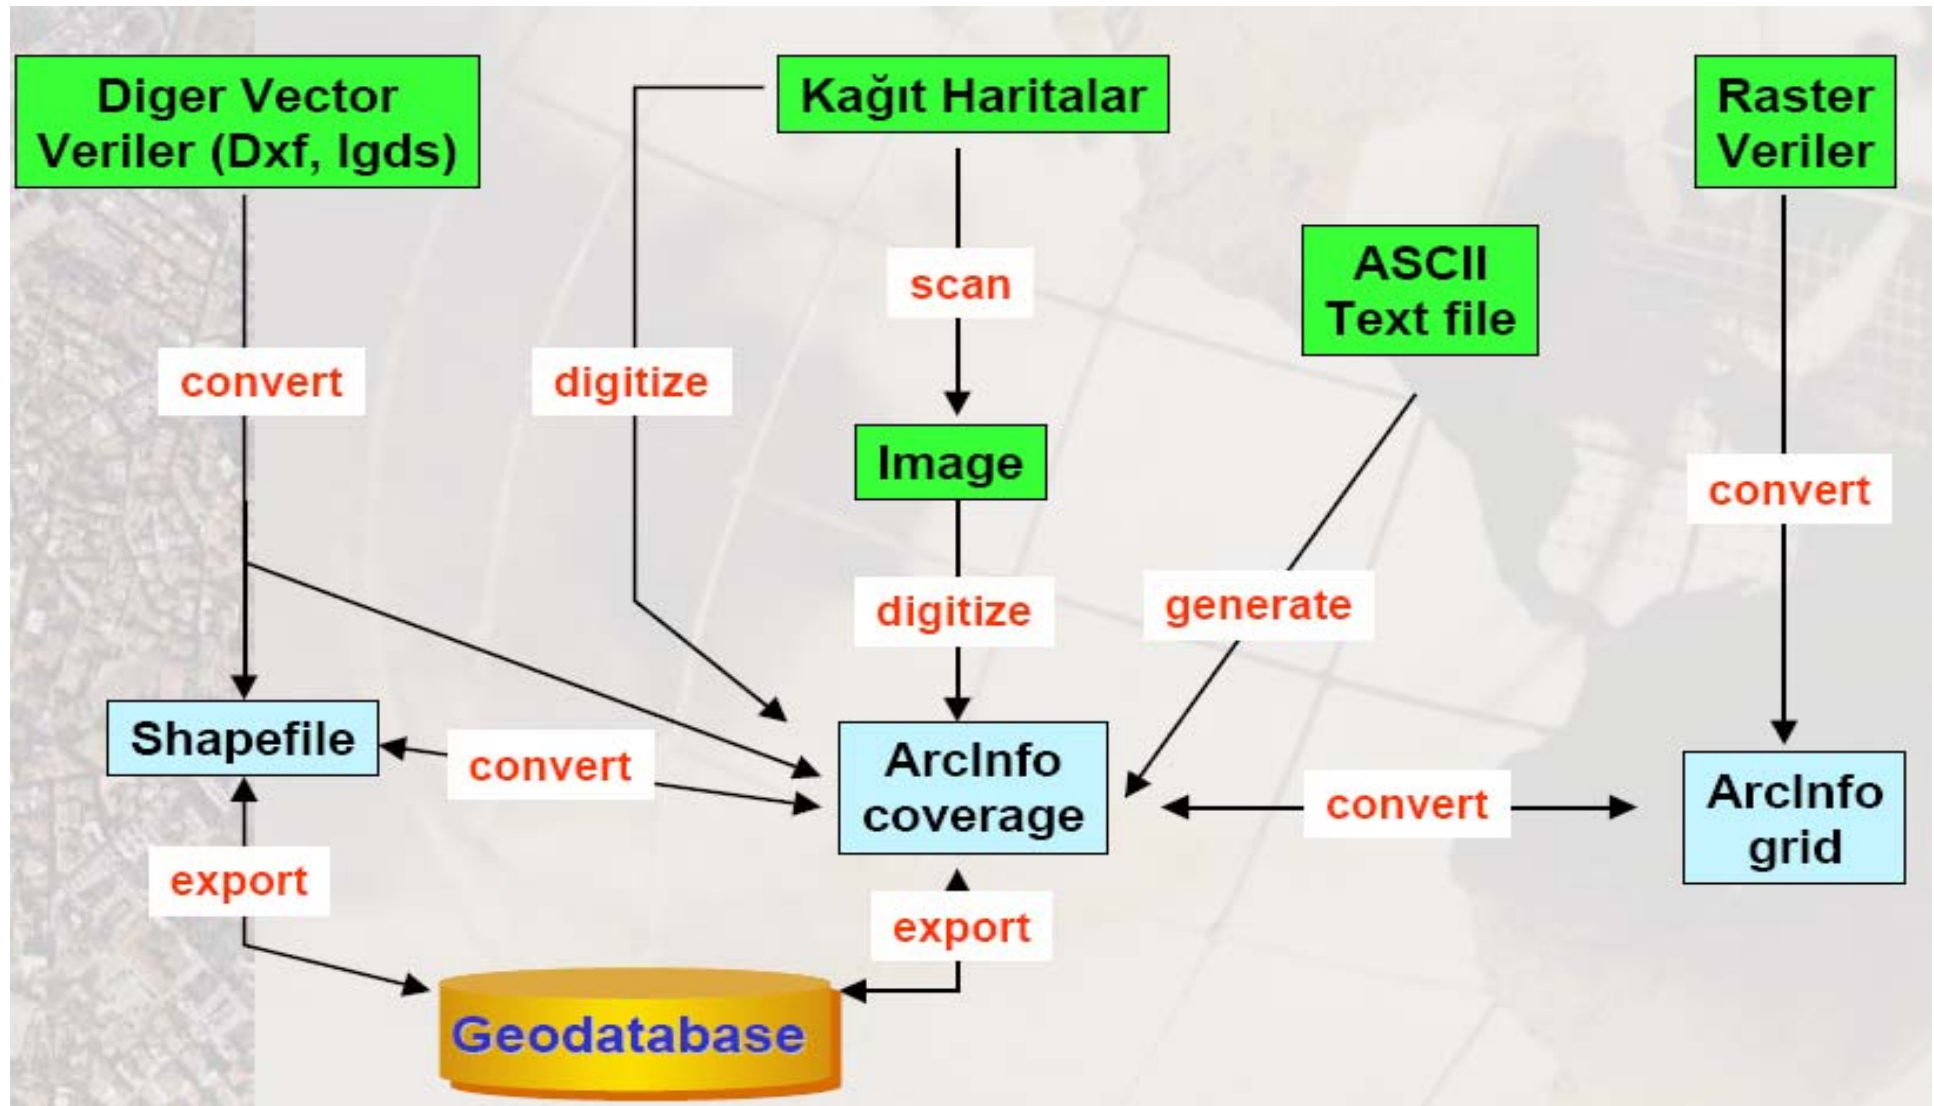 Diger Vector
Veriler (Dxf, Igds)
Kağıt Haritalar
Raster
Veriler
ASCII
Text file
scan
convert
digitize
Image
convert
digitize
generate
Shapefile
convert
ArcInfo
coverage
convert
ArcInfo
grid
export
export
Geodatabase